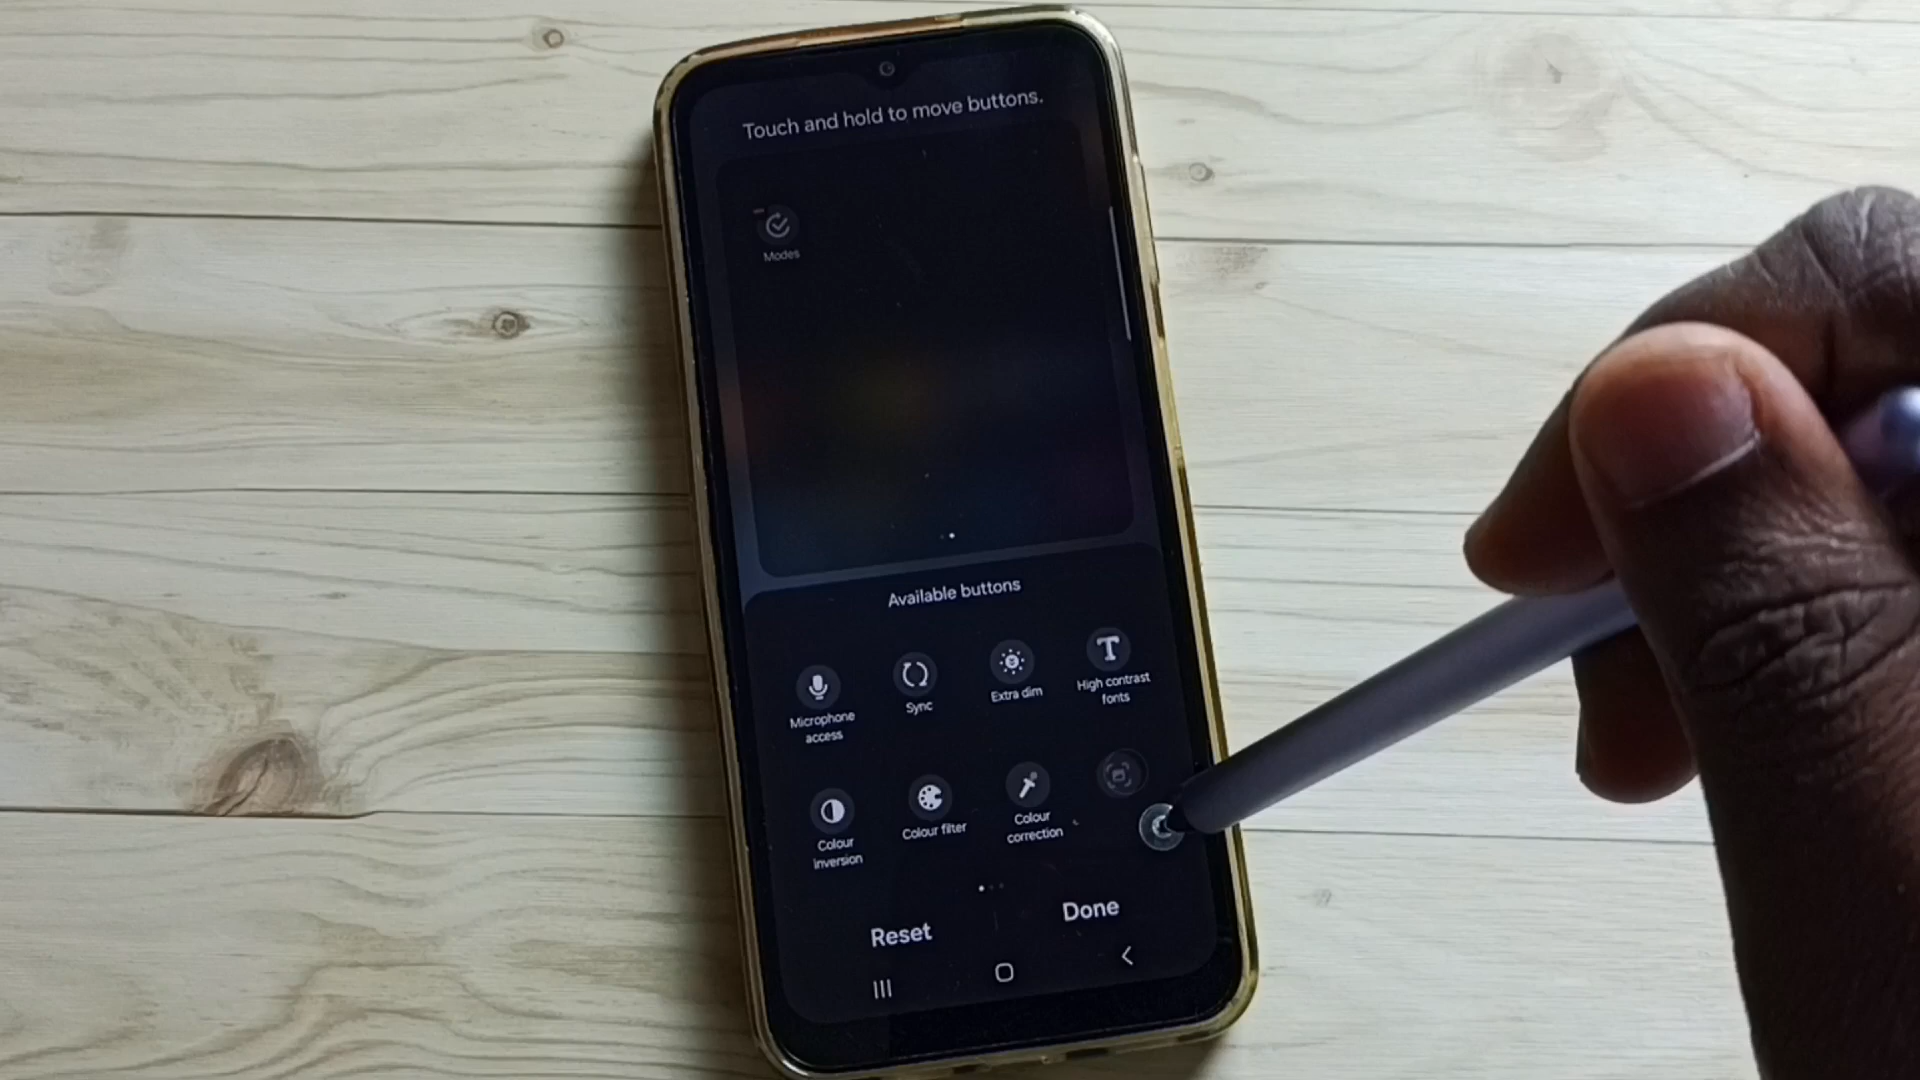 Touch and hold to move buttons.
Modes
Available buttons
Microphone
access
Sync
Extra dim
High contrast
fonts
Colour
inversion
Colour filter
Colour
correction
Reset
Done